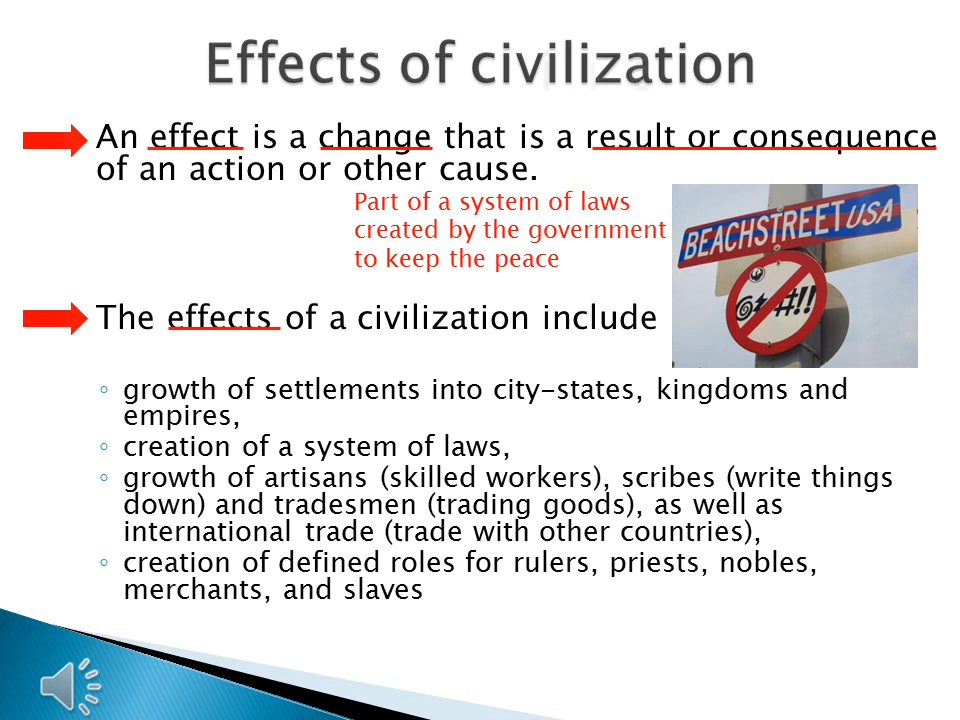 Effects of civilization
An effect is a change that is a result or consequence
of an action or other cause.
Part of a system of laws
created by the government
to keep the peace
BEACHSTREET USA
@#!!
The effects of a civilization include
◦ growth of settlements into city-states, kingdoms and
empires,
◦ creation of a system of laws,
◦ growth of artisans (skilled workers), scribes (write things
down) and tradesmen (trading goods), as well as
international trade (trade with other countries),
◦ creation of defined roles for rulers, priests, nobles,
merchants, and slaves